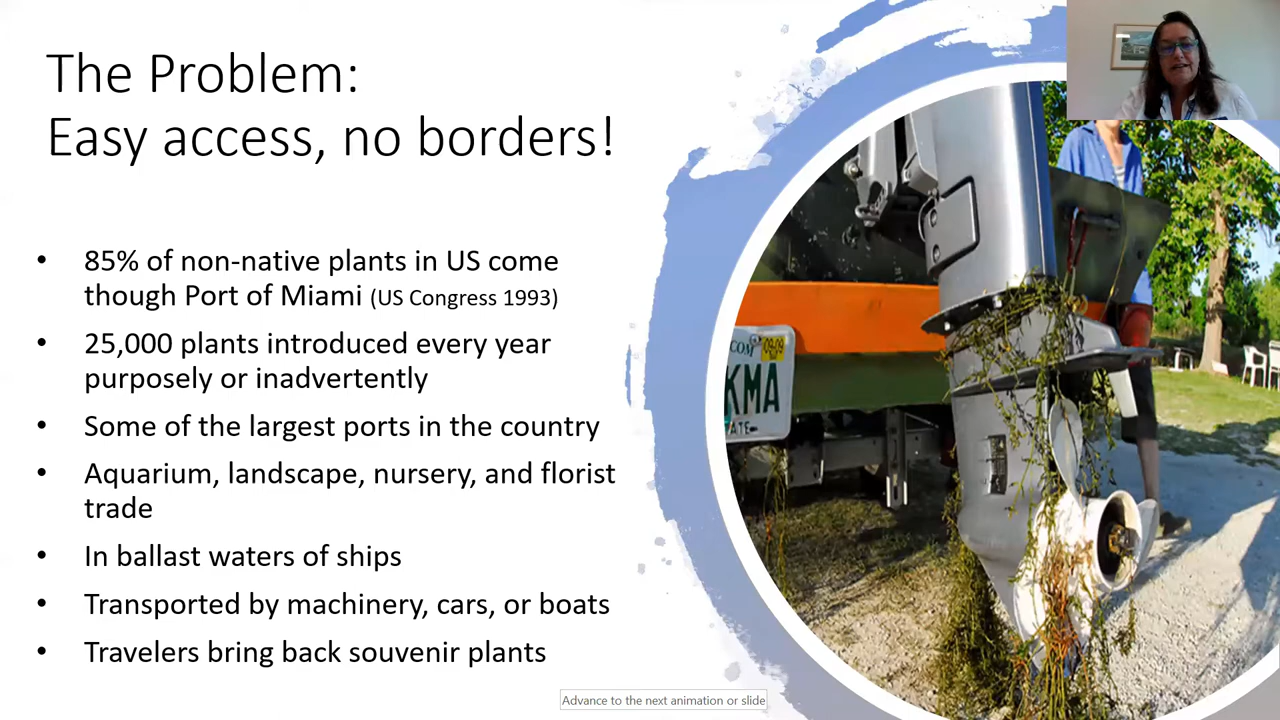 The Problem:
Easy access, no borders!
• 85% of non-native plants in US come
though Port of Miami (US Congress 1993)
• 25,000 plants introduced every year
purposely or inadvertently
• Some of the largest ports in the country
• Aquarium, landscape, nursery, and florist
trade
• In ballast waters of ships
• Transported by machinery, cars, or boats
• Travelers bring back souvenir plants
COM 09-09
KMA
ATE
Advance to the next animation or slide